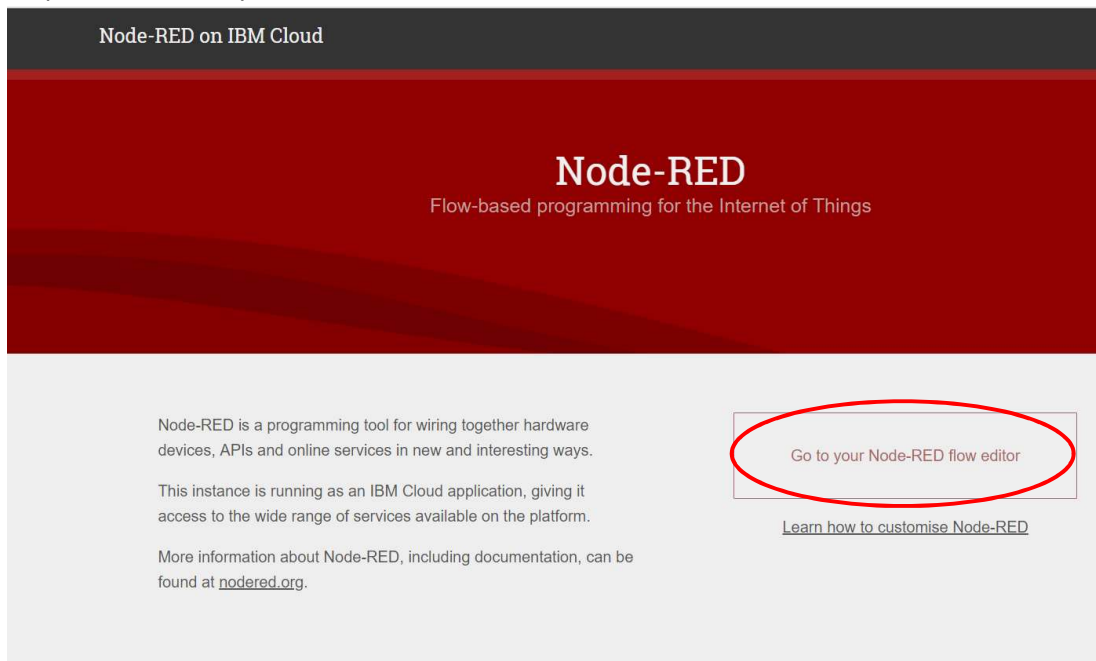 Node-RED on IBM Cloud
Node-RED
Flow-based programming for the Internet of Things
Node-RED is a programming tool for wiring together hardware
devices, APIs and online services in new and interesting ways.
This instance is running as an IBM Cloud application, giving it
access to the wide range of services available on the platform.
More information about Node-RED, including documentation, can be
found at nodered.org.
Go to your Node-RED flow editor
Learn how to customise Node-RED